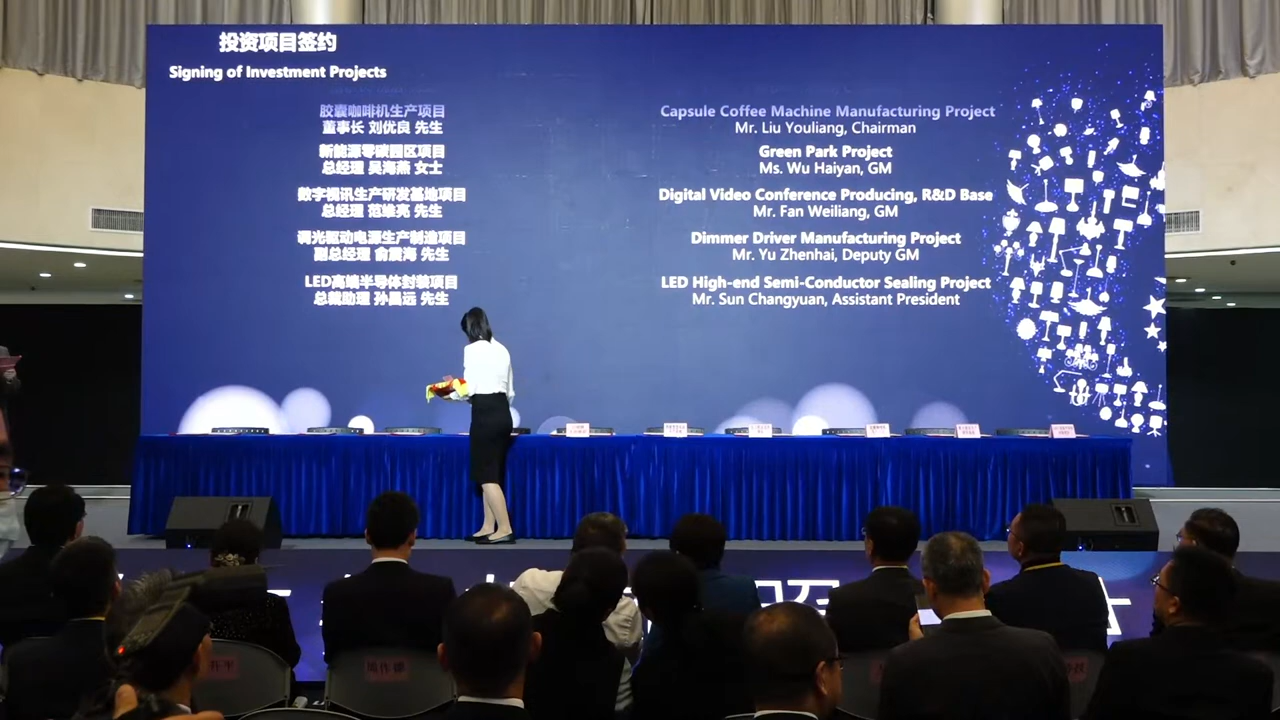 投资项目签约
Signing of Investment Projects
胶囊咖啡机生产项目
董事长 刘优良 先生
新能源零碳园区项目
总经理 吴海燕 女士
数字视讯生产研发基地项目
总经理 范维亮 先生
调光驱动电源生产制造项目
副总经理 俞震海 先生
LED高端半导体封装项目
总裁助理 孙昌远 先生
Capsule Coffee Machine Manufacturing Project
Mr. Liu Youliang, Chairman
Green Park Project
Ms. Wu Haiyan, GM
Digital Video Conference Producing, R&D Base
Mr. Fan Weiliang, GM
Dimmer Driver Manufacturing Project
Mr. Yu Zhenhai, Deputy GM
LED High-end Semi-Conductor Sealing Project
Mr. Sun Changyuan, Assistant President